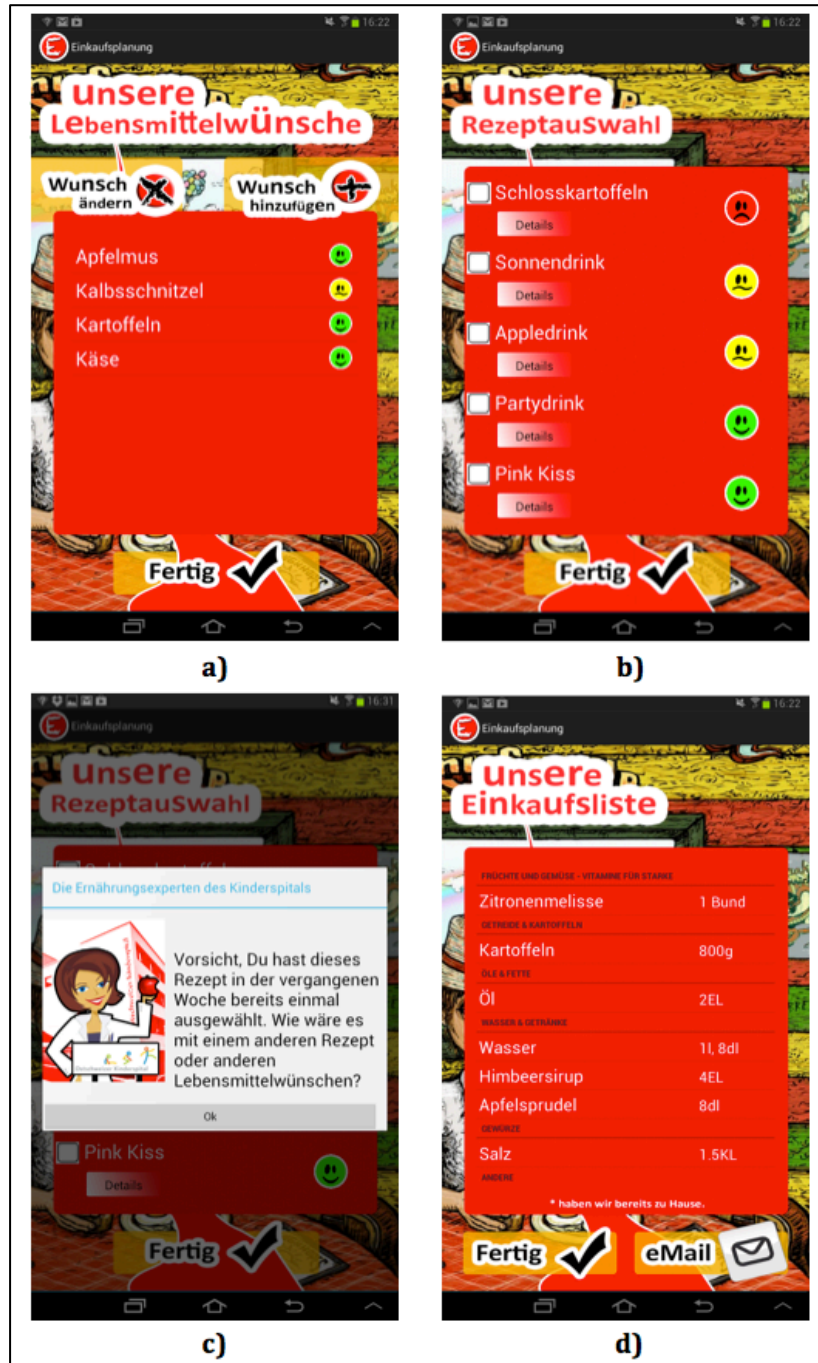 16:22
Einkaufsplanung
unsere
Lebensmittelwünsche
Wunsch
ändern
Wunsch
hinzufügen
Apfelmus
Kalbsschnitzel
Kartoffeln
Käse
Fertig
a)
16:22
Einkaufsplanung
unsere
Rezeptauswahl
Schlosskartoffeln
Details
Sonnendrink
Details
Appledrink
Details
Partydrink
Details
Pink Kiss
Details
Fertig
b)
16:31
Einkaufsplanung
unsere
Rezeptauswahl
Die Ernährungsexperten des Kinderspitals
Ostschweizer Kinderspital
Vorsicht, Du hast dieses
Rezept in der vergangenen
Woche bereits einmal
ausgewählt. Wie wäre es
mit einem anderen Rezept
oder anderen
Lebensmittelwünschen?
Ok
Pink Kiss
Details
Fertig
c)
16:22
Einkaufsplanung
unsere
Einkaufsliste
FRÜCHTE UND GEMÜSE - VITAMINE FÜR STARKE
Zitronenmelisse 1 Bund
GETREIDE & KARTOFFELN
Kartoffeln 800g
ÖLE & FETTE
Öl 2EL
WASSER & GETRÄNKE
Wasser 1l, 8dl
Himbeersirup 4EL
Apfelsprudel 8dl
GEWÜRZE
Salz 1.5KL
ANDERE
* haben wir bereits zu Hause.
Fertig
eMail
d)